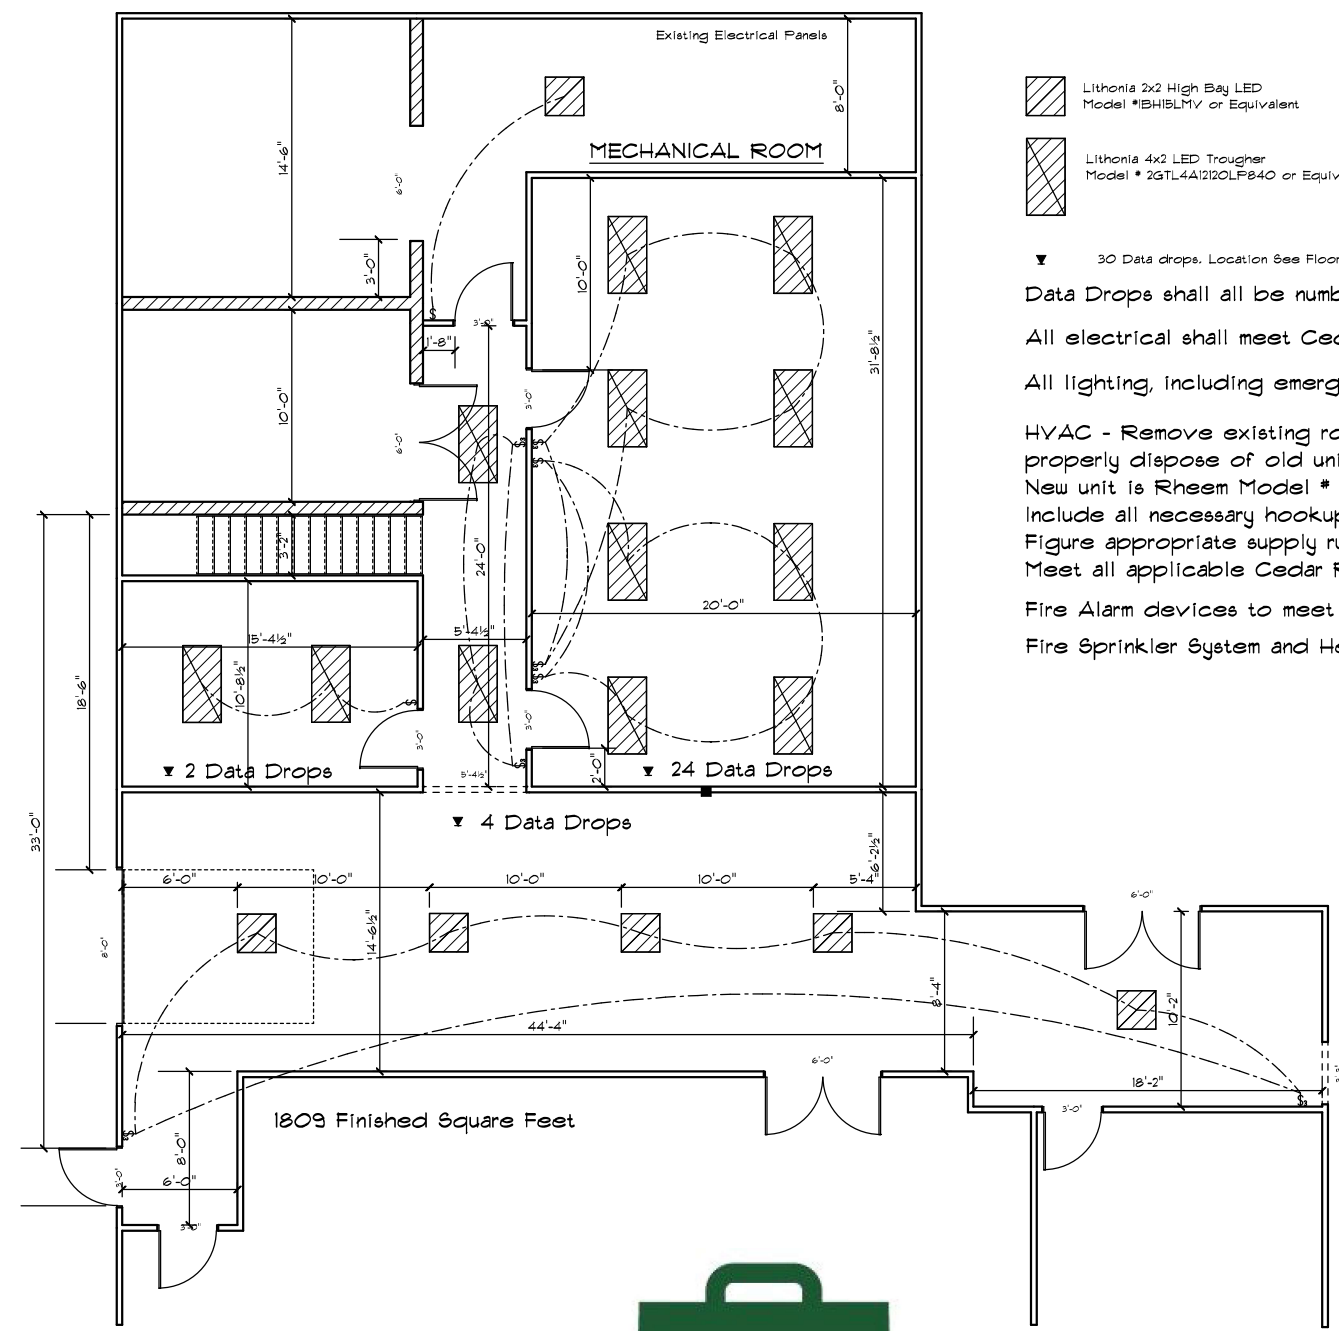 Existing Electrical Panels
8'-0"
14'-6"
6'-0"
MECHANICAL ROOM
3'-0"
10'-0"
3'-0"
1'-8"
31'-8½"
10'-0"
3'-0"
6'-0"
24'-0"
3'-2"
20'-0"
15'-4½"
5'-4½"
10'-8½"
18'-6"
3'-0"
3'-0"
5'-4½"
2'-0"
2 Data Drops
24 Data Drops
4 Data Drops
33'-0"
6'-2½"
6'-0"
10'-0"
10'-0"
10'-0"
5'-4"
14'-6½"
8'-0"
6'-0"
8'-4"
10'-2"
44'-4"
6'-0"
18'-2"
3'-0"
1809 Finished Square Feet
8'-0"
6'-0"
3'-0"
3'-0"
Lithonia 2x2 High Bay LED
Model #IBH15LMV or Equivalent
Lithonia 4x2 LED Trougher
Model # 2GTL4A12120LP840 or Equiv
30 Data drops. Location See Floor
Data Drops shall all be numb
All electrical shall meet Ced
All lighting, including emerg
HVAC - Remove existing ro
properly dispose of old uni
New unit is Rheem Model #
Include all necessary hookup
Figure appropriate supply ru
Meet all applicable Cedar R
Fire Alarm devices to meet
Fire Sprinkler System and Ha